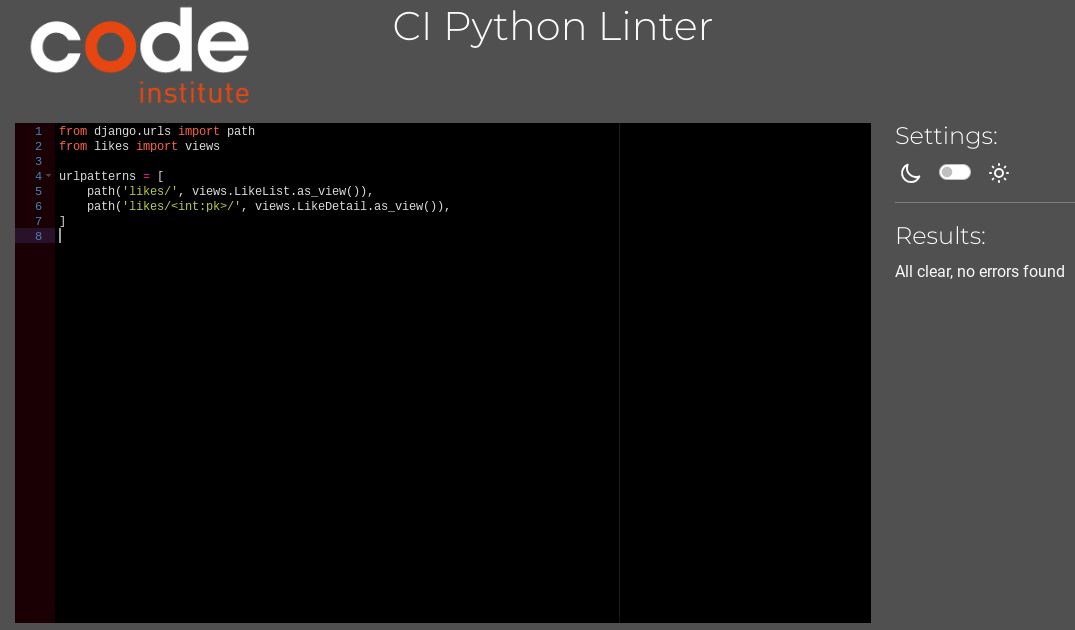 code
institute
CI Python Linter
1 from django.urls import path
2 from likes import views
3
4 urlpatterns = [
5     path('likes/', views.LikeList.as_view()),
6     path('likes/<int:pk>/', views.LikeDetail.as_view()),
7 ]
8
Settings:
Results:
All clear, no errors found